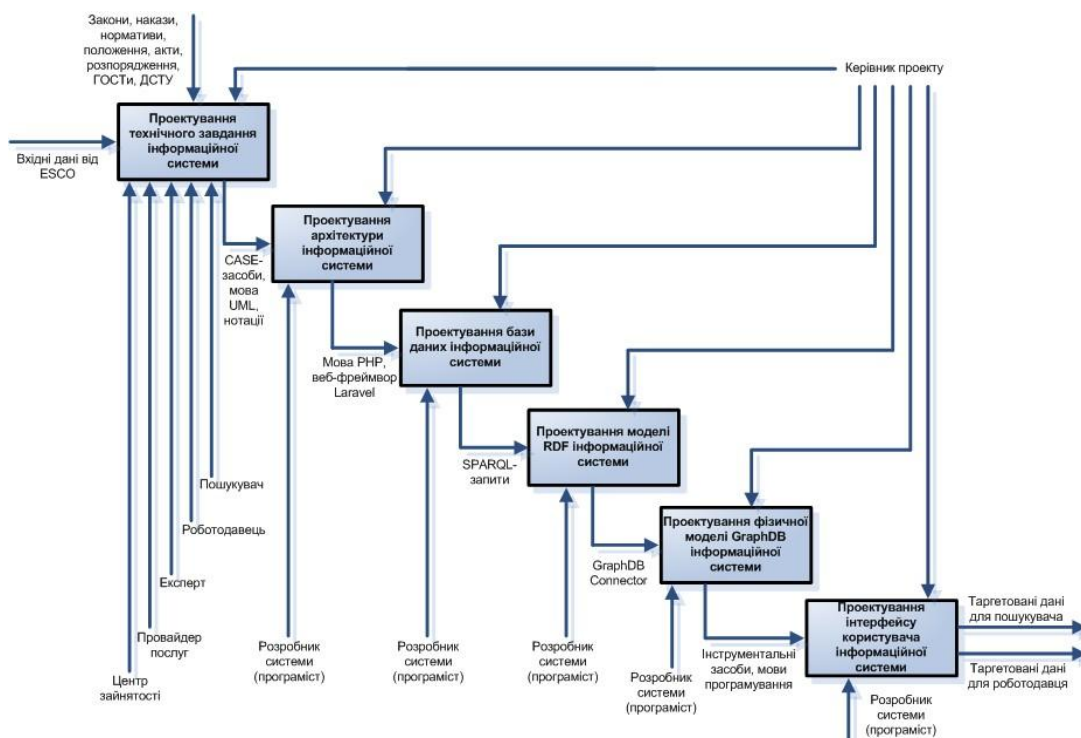 Закони, накази,
нормативи,
положення, акти,
розпорядження,
ГОСТи, ДСТУ
Керівник проекту
Проектування
технічного завдання
інформаційної
системи
Вхідні дані від
ESCO
Проектування
архітектури
інформаційної
системи
CASE-
засоби,
мова
UML,
нотації
Проектування бази
даних інформаційної
системи
Мова PHP,
веб-фреймвор
Laravel
Проектування моделі
RDF інформаційної
системи
SPARQL-
запити
Пошукувач
Роботодавець
Експерт
Провайдер
послуг
Центр
зайнятості
Проектування фізичної
моделі GraphDB
інформаційної
системи
GraphDB
Connector
Проектування
інтерфейсу
користувача
інформаційної
системи
Таргетовані дані
для пошукувача
Таргетовані дані
для роботодавця
Інструментальні
засоби, мови
програмування
Розробник
системи
(програміст)
Розробник
системи
(програміст)
Розробник
системи
(програміст)
Розробник
системи
(програміст)
Розробник
системи
(програміст)